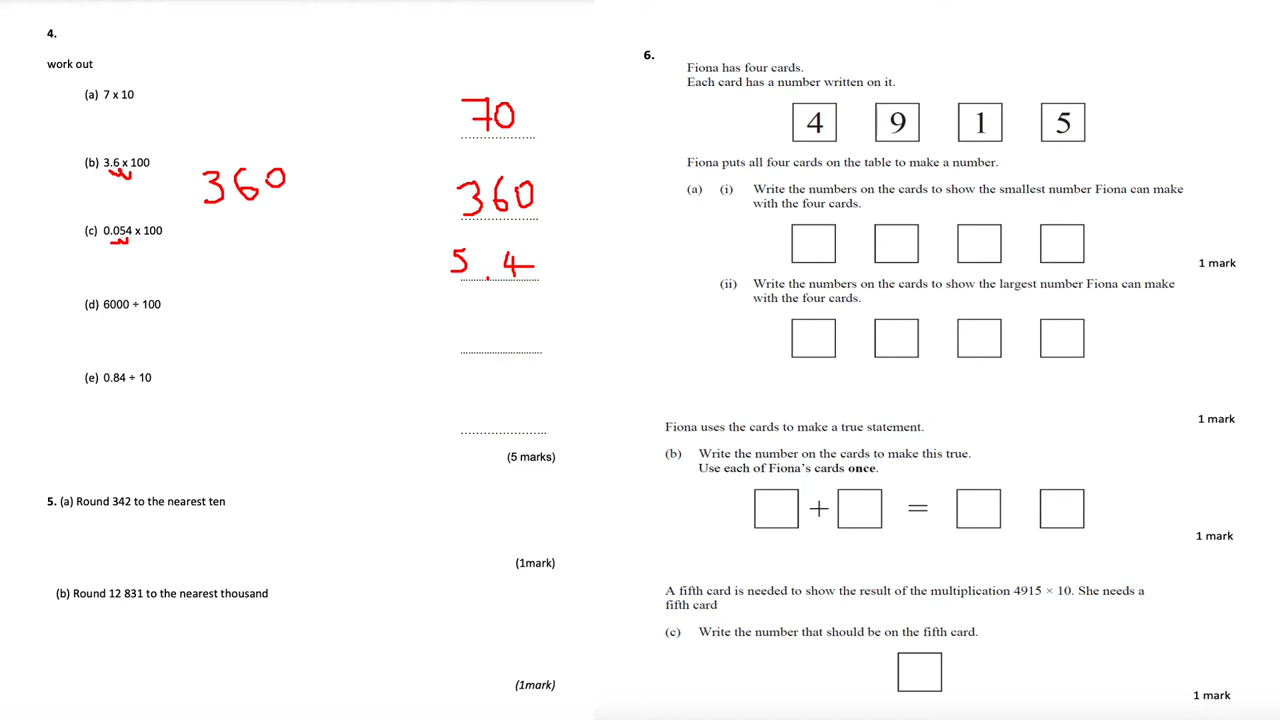 4.
work out
(a) 7 x 10
70
(b) 3.6 x 100
360
360
(c) 0.054 x 100
5.4
(d) 6000 ÷ 100
(e) 0.84 ÷ 10
(5 marks)
5. (a) Round 342 to the nearest ten
(1mark)
(b) Round 12 831 to the nearest thousand
(1mark)
6.
Fiona has four cards.
Each card has a number written on it.
4 9 1 5
Fiona puts all four cards on the table to make a number.
(a) (i) Write the numbers on the cards to show the smallest number Fiona can make
with the four cards.
1 mark
(ii) Write the numbers on the cards to show the largest number Fiona can make
with the four cards.
1 mark
Fiona uses the cards to make a true statement.
(b) Write the number on the cards to make this true.
Use each of Fiona's cards once.
+ =
1 mark
A fifth card is needed to show the result of the multiplication 4915 × 10. She needs a
fifth card
(c) Write the number that should be on the fifth card.
1 mark